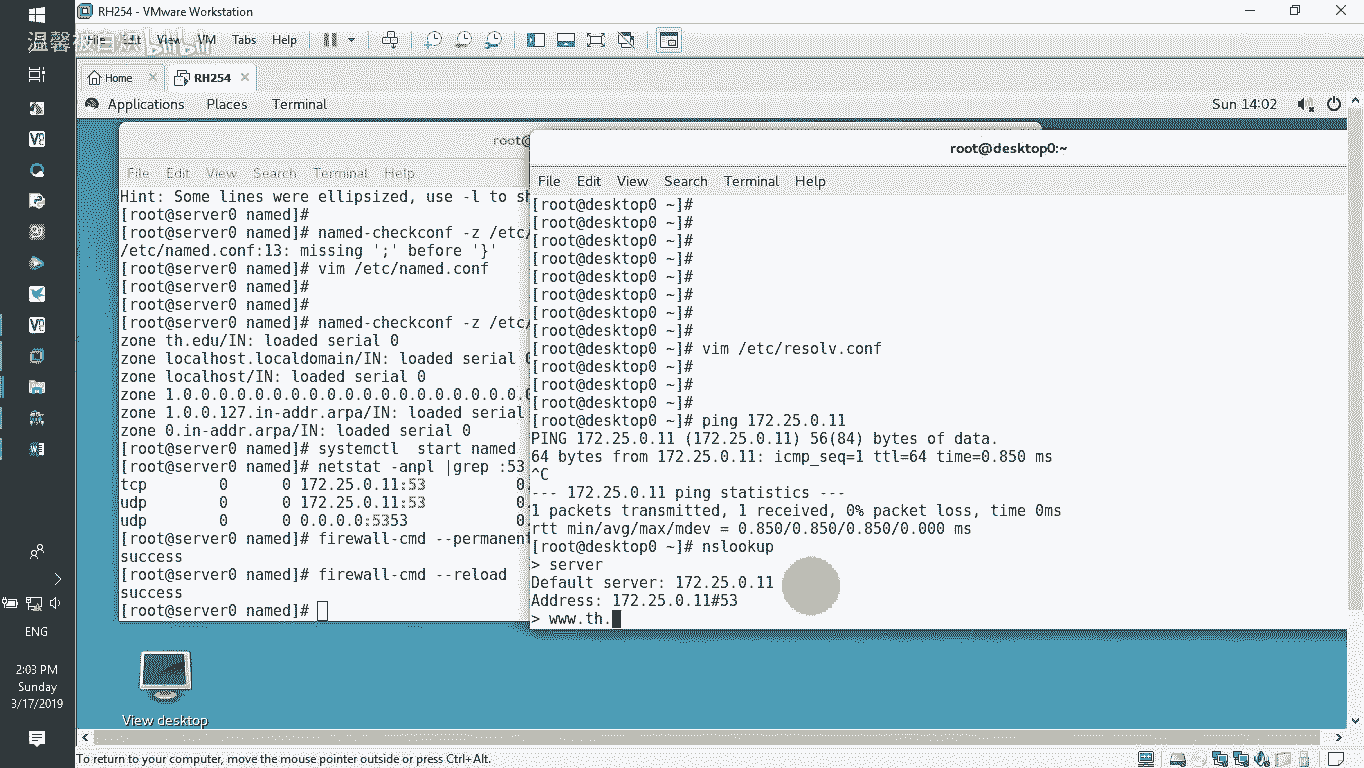 RH254 - VMware Workstation
File Edit View VM Tabs Help
温馨被自湿
bilibili
Home
RH254
Applications Places Terminal
Sun 14:02
root@
File Edit View Search Terminal Help
Hint: Some lines were ellipsized, use -l to sh
[root@server0 named]#
[root@server0 named]# named-checkconf -z /etc/
/etc/named.conf:13: missing ';' before '}'
[root@server0 named]# vim /etc/named.conf
[root@server0 named]#
[root@server0 named]#
[root@server0 named]# named-checkconf -z /etc/
zone th.edu/IN: loaded serial 0
zone localhost.localdomain/IN: loaded serial 0
zone localhost/IN: loaded serial 0
zone 1.0.0.0.0.0.0.0.0.0.0.0.0.0.0.0.0.0.0.0.0.0.0
zone 1.0.0.127.in-addr.arpa/IN: loaded serial
zone 0.in-addr.arpa/IN: loaded serial 0
[root@server0 named]# systemctl  start named
[root@server0 named]# netstat -anpl |grep :53
tcp 0 0 172.25.0.11:53 0.
udp 0 0 172.25.0.11:53 0.
udp 0 0 0.0.0.0:5353 0.
[root@server0 named]# firewall-cmd --permanent
success
[root@server0 named]# firewall-cmd --reload
success
[root@server0 named]#
root@desktop0:~
File Edit View Search Terminal Help
[root@desktop0 ~]#
[root@desktop0 ~]#
[root@desktop0 ~]#
[root@desktop0 ~]#
[root@desktop0 ~]#
[root@desktop0 ~]#
[root@desktop0 ~]#
[root@desktop0 ~]#
[root@desktop0 ~]# vim /etc/resolv.conf
[root@desktop0 ~]#
[root@desktop0 ~]#
[root@desktop0 ~]#
[root@desktop0 ~]# ping 172.25.0.11
PING 172.25.0.11 (172.25.0.11) 56(84) bytes of data.
64 bytes from 172.25.0.11: icmp_seq=1 ttl=64 time=0.850 ms
^C
--- 172.25.0.11 ping statistics ---
1 packets transmitted, 1 received, 0% packet loss, time 0ms
rtt min/avg/max/mdev = 0.850/0.850/0.850/0.000 ms
[root@desktop0 ~]# nslookup
> server
Default server: 172.25.0.11
Address: 172.25.0.11#53
> www.th.
View desktop
ENG
2:03 PM
Sunday
3/17/2019
To return to your computer, move the mouse pointer outside or press Ctrl+Alt.